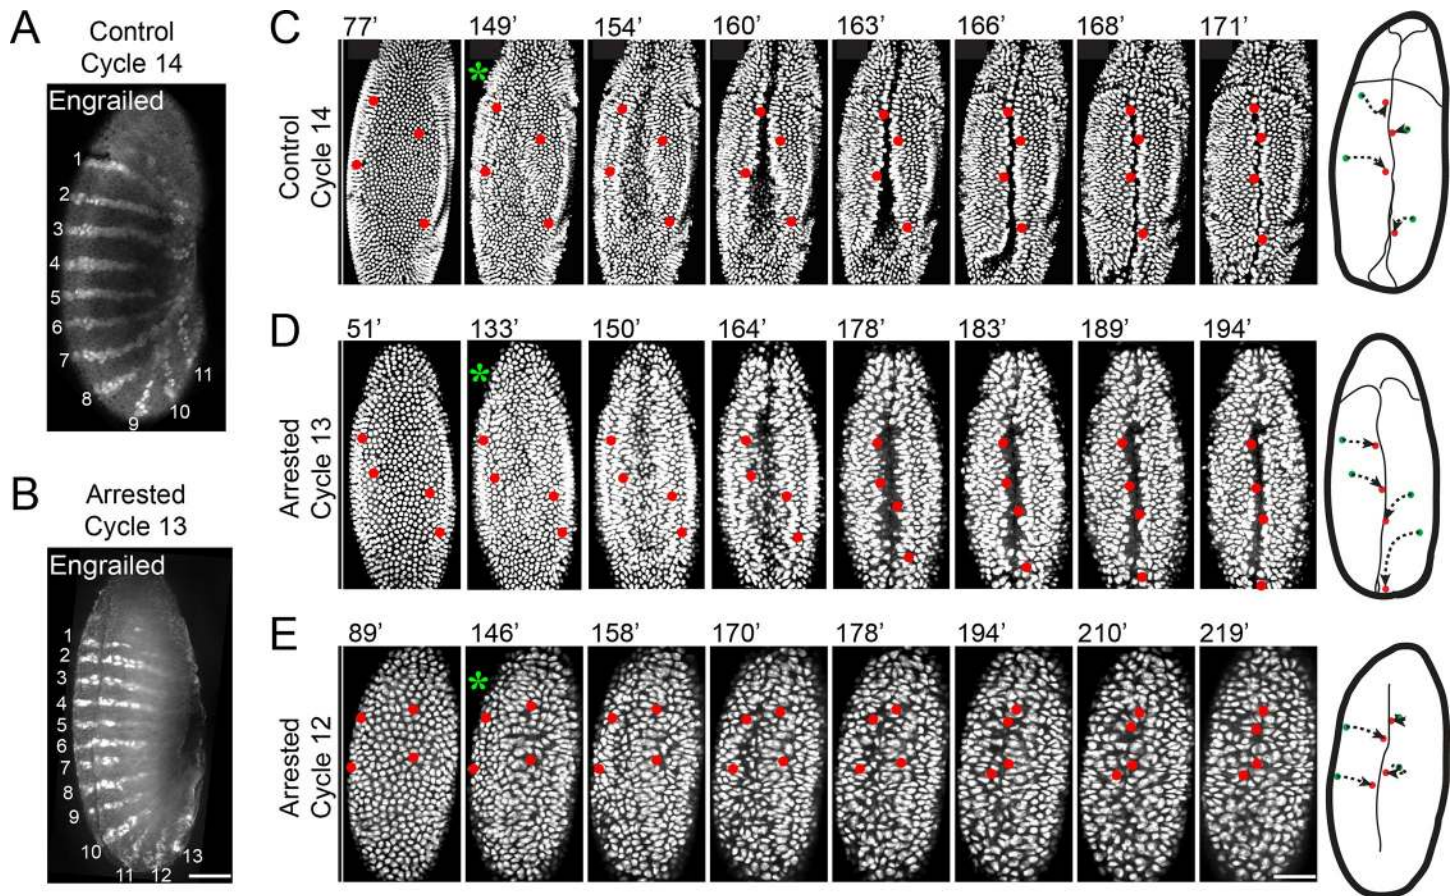 A
Control
Cycle 14
Engrailed
1
2
3
4
5
6
7
8
9
10
11
B
Arrested
Cycle 13
Engrailed
1
2
3
4
5
6
7
8
9
10
11
12
13
C
Control
Cycle 14
77’ 149’ 154’ 160’ 163’ 166’ 168’ 171’
*
D
Arrested
Cycle 13
51’ 133’ 150’ 164’ 178’ 183’ 189’ 194’
*
E
Arrested
Cycle 12
89’ 146’ 158’ 170’ 178’ 194’ 210’ 219’
*